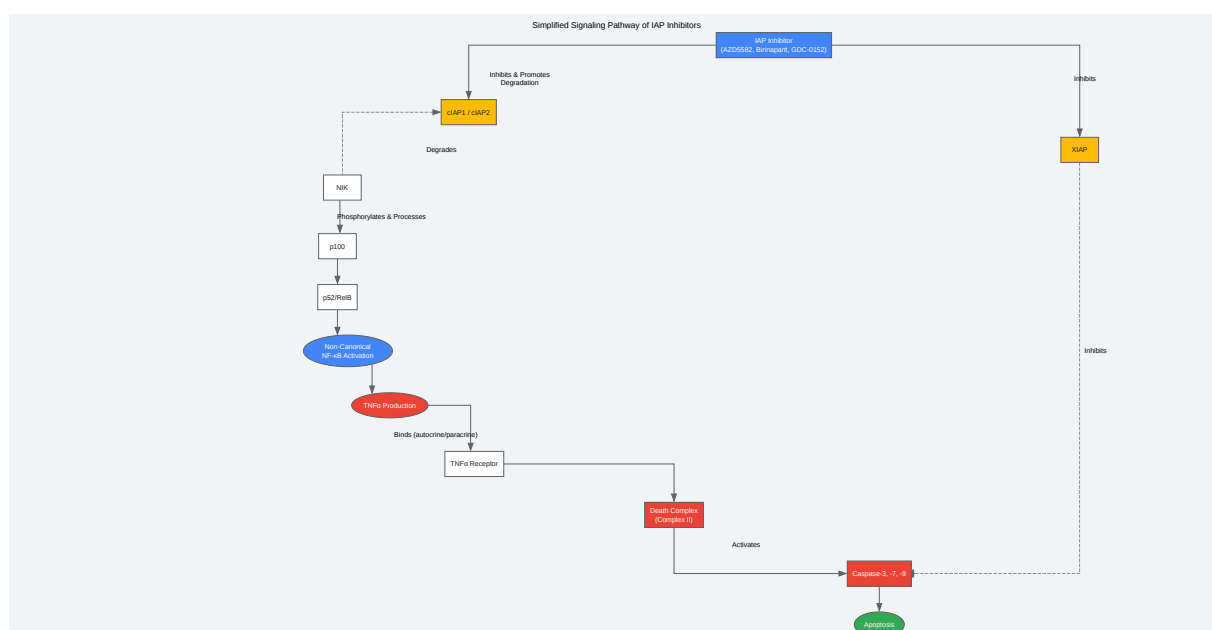 Simplified Signaling Pathway of IAP Inhibitors
IAP Inhibitor
(AZD5582, Birinapant, GDC-0152)
Inhibits & Promotes
Degradation
Inhibits
cIAP1 / cIAP2
Degrades
XIAP
NIK
Phosphorylates & Processes
p100
p52/RelB
Non-Canonical
NF-κB Activation
Inhibits
TNFα Production
Binds (autocrine/paracrine)
TNFα Receptor
Death Complex
(Complex II)
Activates
Caspase-3, -7, -9
Apoptosis